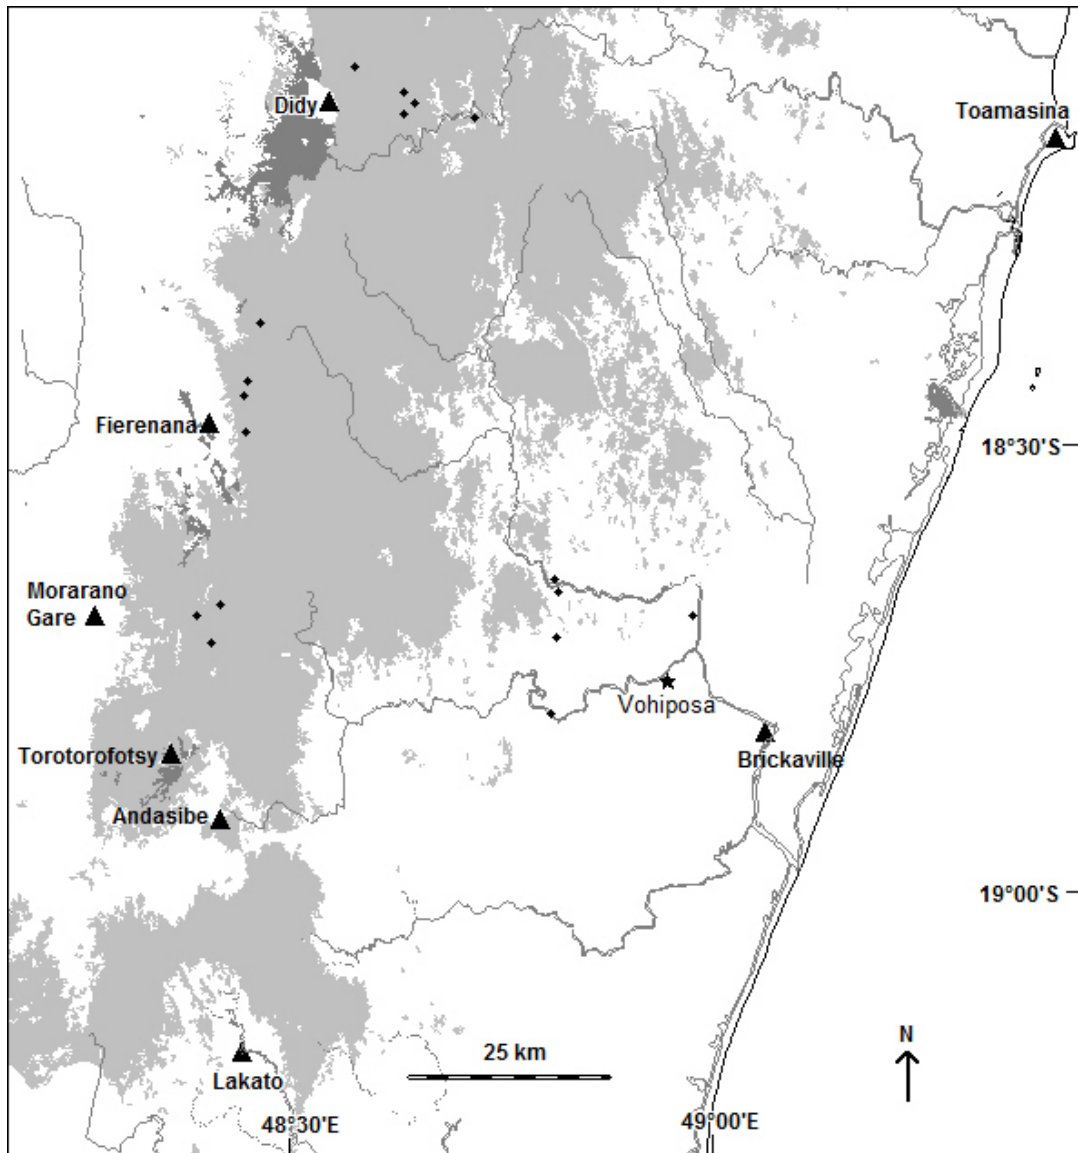 Didy
Toamasina
Fierenana
18°30'S
Morarano
Gare
Vohiposa
Torotorofotsy
Brickaville
Andasibe
19°00'S
N
25 km
Lakato
48°30'E
49°00'E